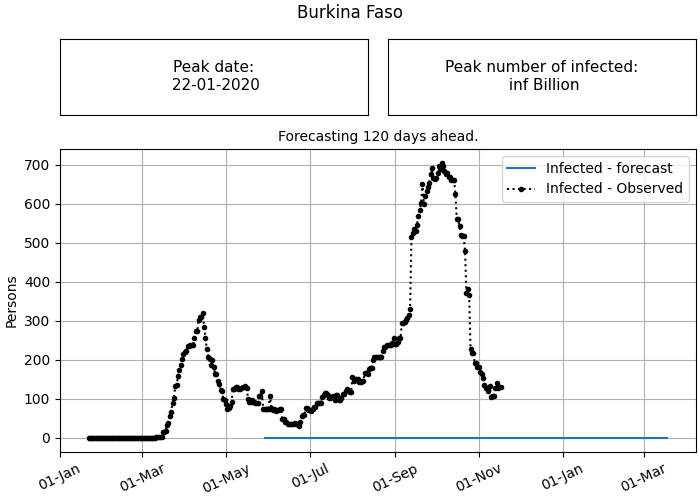 Burkina Faso
Peak date:
22-01-2020
Peak number of infected:
inf Billion
Forecasting 120 days ahead.
Infected - forecast
Infected - Observed
Persons
700
600
500
400
300
200
100
0
01-Jan
01-Mar
01-May
01-Jul
01-Sep
01-Nov
01-Jan
01-Mar